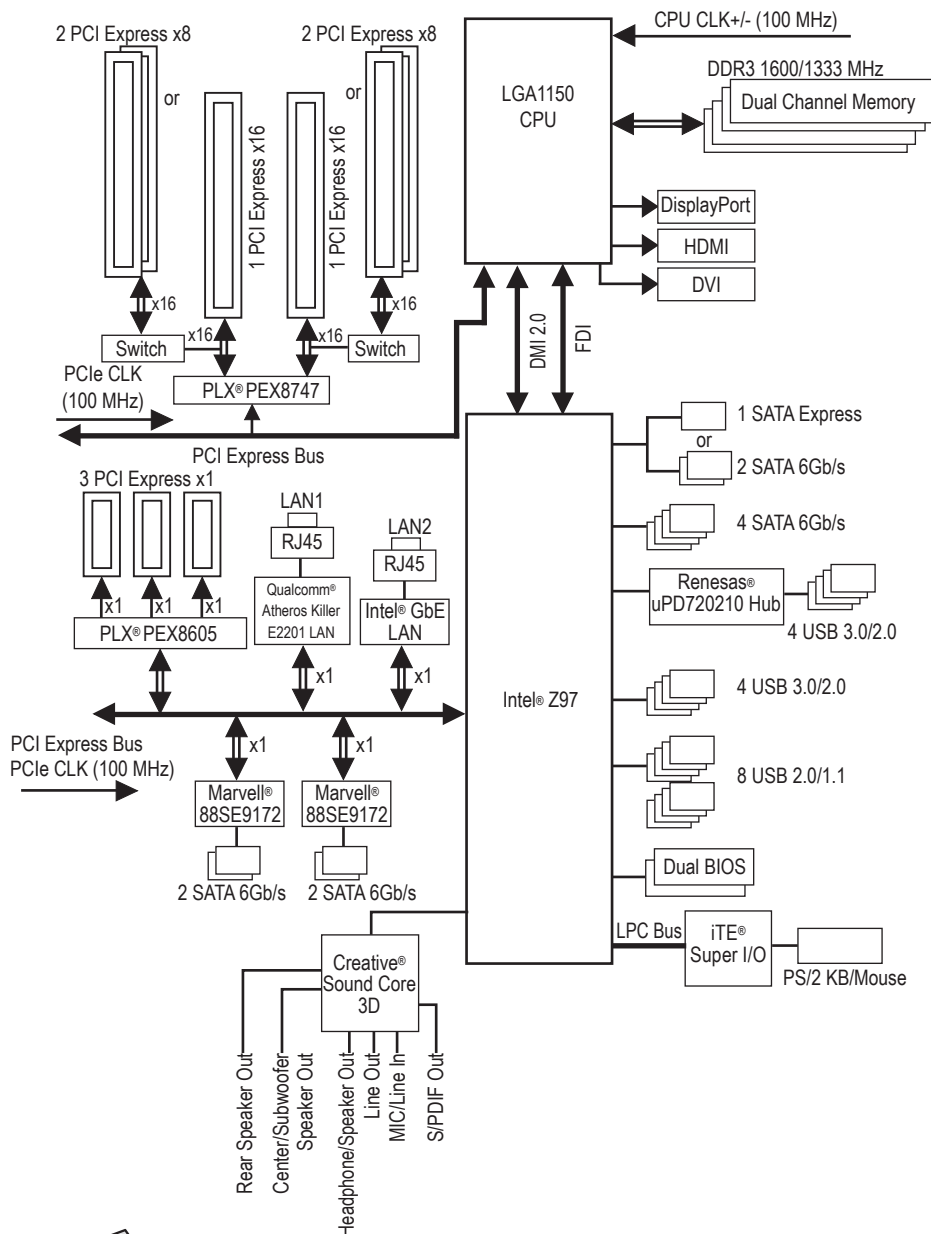 2 PCI Express x8
2 PCI Express x8
or
or
1 PCI Express x16
1 PCI Express x16
x16
x16
x16
x16
Switch
Switch
PLX® PEX8747
PCIe CLK
(100 MHz)
PCI Express Bus
CPU CLK+/- (100 MHz)
LGA1150
CPU
DDR3 1600/1333 MHz
Dual Channel Memory
DisplayPort
HDMI
DVI
DMI 2.0
FDI
3 PCI Express x1
x1
x1
x1
PLX® PEX8605
LAN1
RJ45
Qualcomm®
Atheros Killer
E2201 LAN
x1
LAN2
RJ45
Intel® GbE
LAN
x1
PCI Express Bus
PCIe CLK (100 MHz)
x1
x1
Marvell®
88SE9172
Marvell®
88SE9172
2 SATA 6Gb/s
2 SATA 6Gb/s
Intel® Z97
1 SATA Express
or
2 SATA 6Gb/s
4 SATA 6Gb/s
Renesas®
uPD720210 Hub
4 USB 3.0/2.0
4 USB 3.0/2.0
8 USB 2.0/1.1
Dual BIOS
LPC Bus
iTE®
Super I/O
PS/2 KB/Mouse
Creative®
Sound Core
3D
Rear Speaker Out
Center/Subwoofer
Speaker Out
Headphone/Speaker Out
Line Out
MIC/Line In
S/PDIF Out